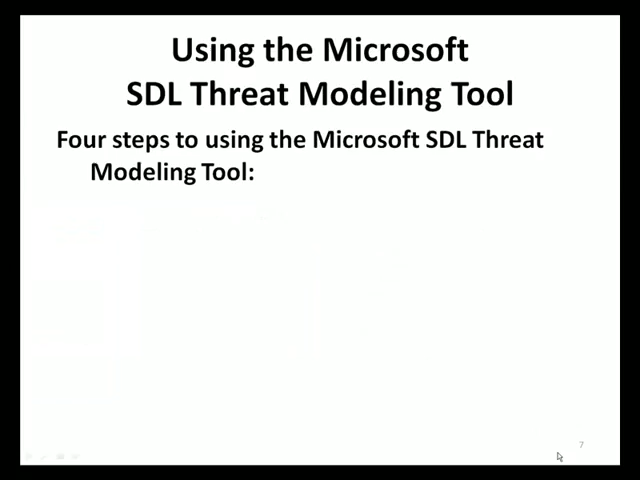 Using the Microsoft
SDL Threat Modeling Tool
Four steps to using the Microsoft SDL Threat
Modeling Tool:
7